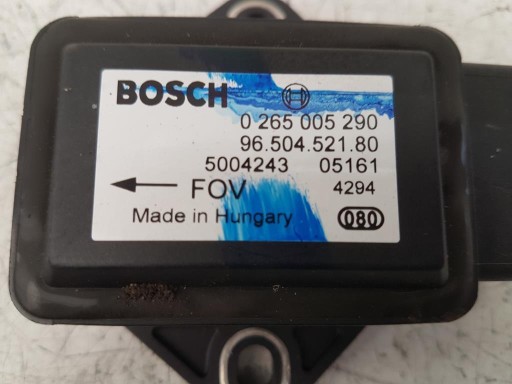 BOSCH
0 265 005 290
96.504.521.80
5004243 05161
FOV 4294
Made in Hungary 080